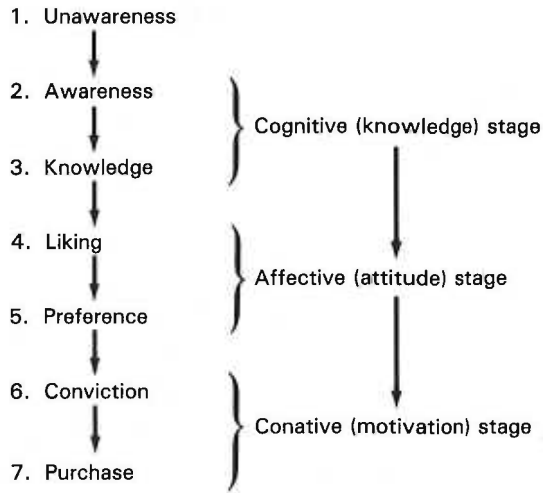 1. Unawareness
2. Awareness
Cognitive (knowledge) stage
3. Knowledge
4. Liking
Affective (attitude) stage
5. Preference
6. Conviction
Conative (motivation) stage
7. Purchase